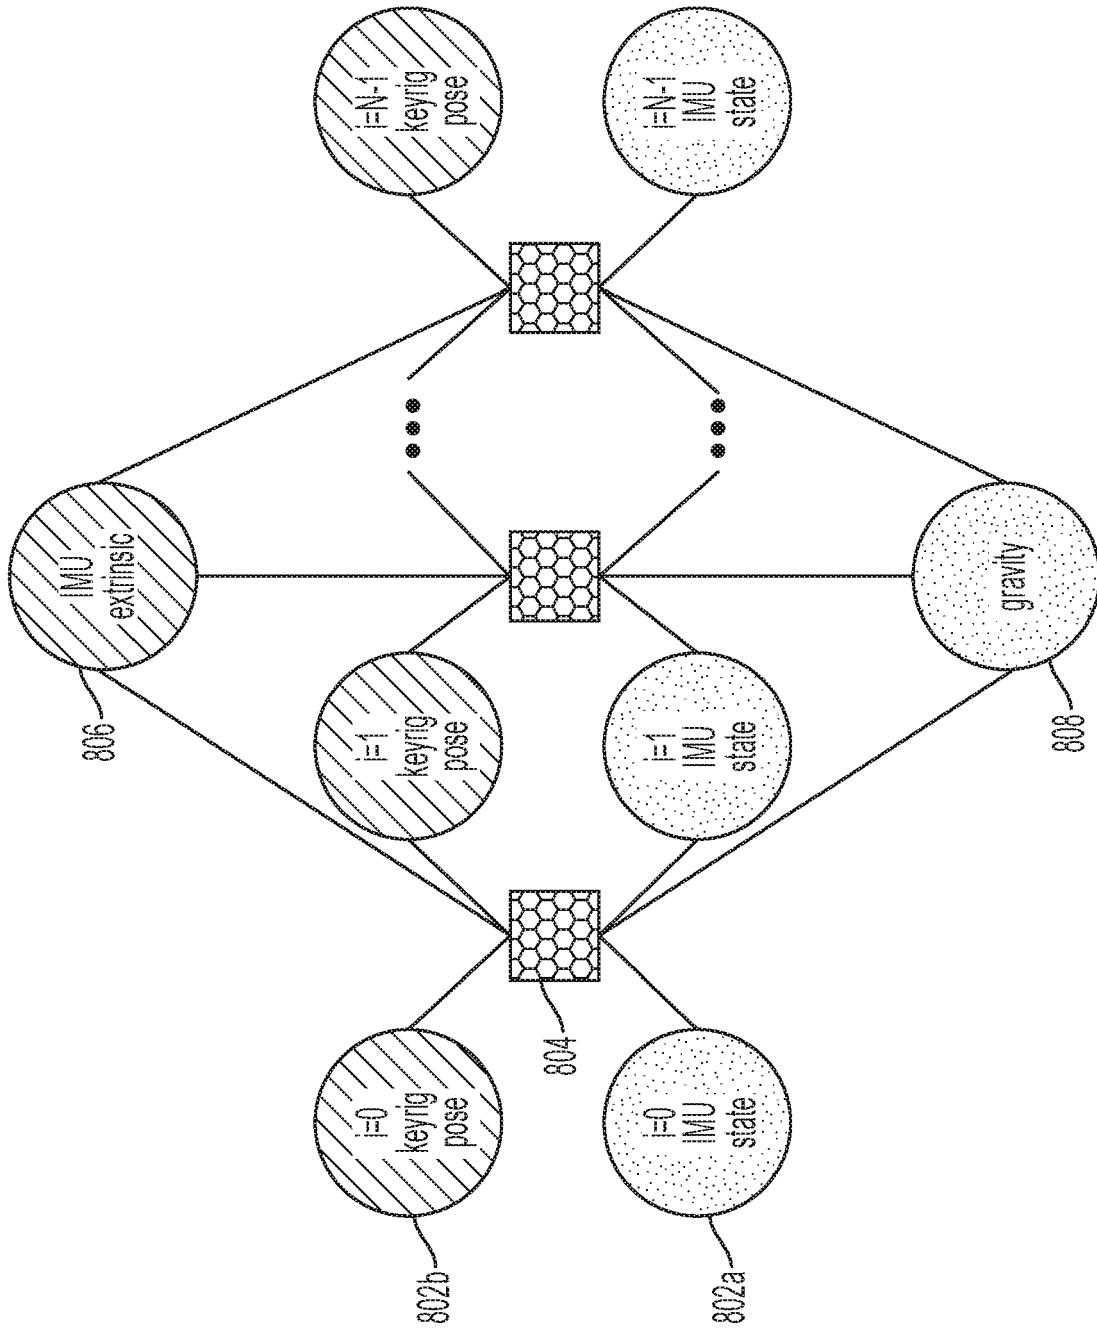 IMU
extrinsic
806
i=0
keyrig
pose
802b
i=1
keyrig
pose
i=N-1
keyrig
pose
804
i=0
IMU
state
802a
i=1
IMU
state
i=N-1
IMU
state
gravity
808